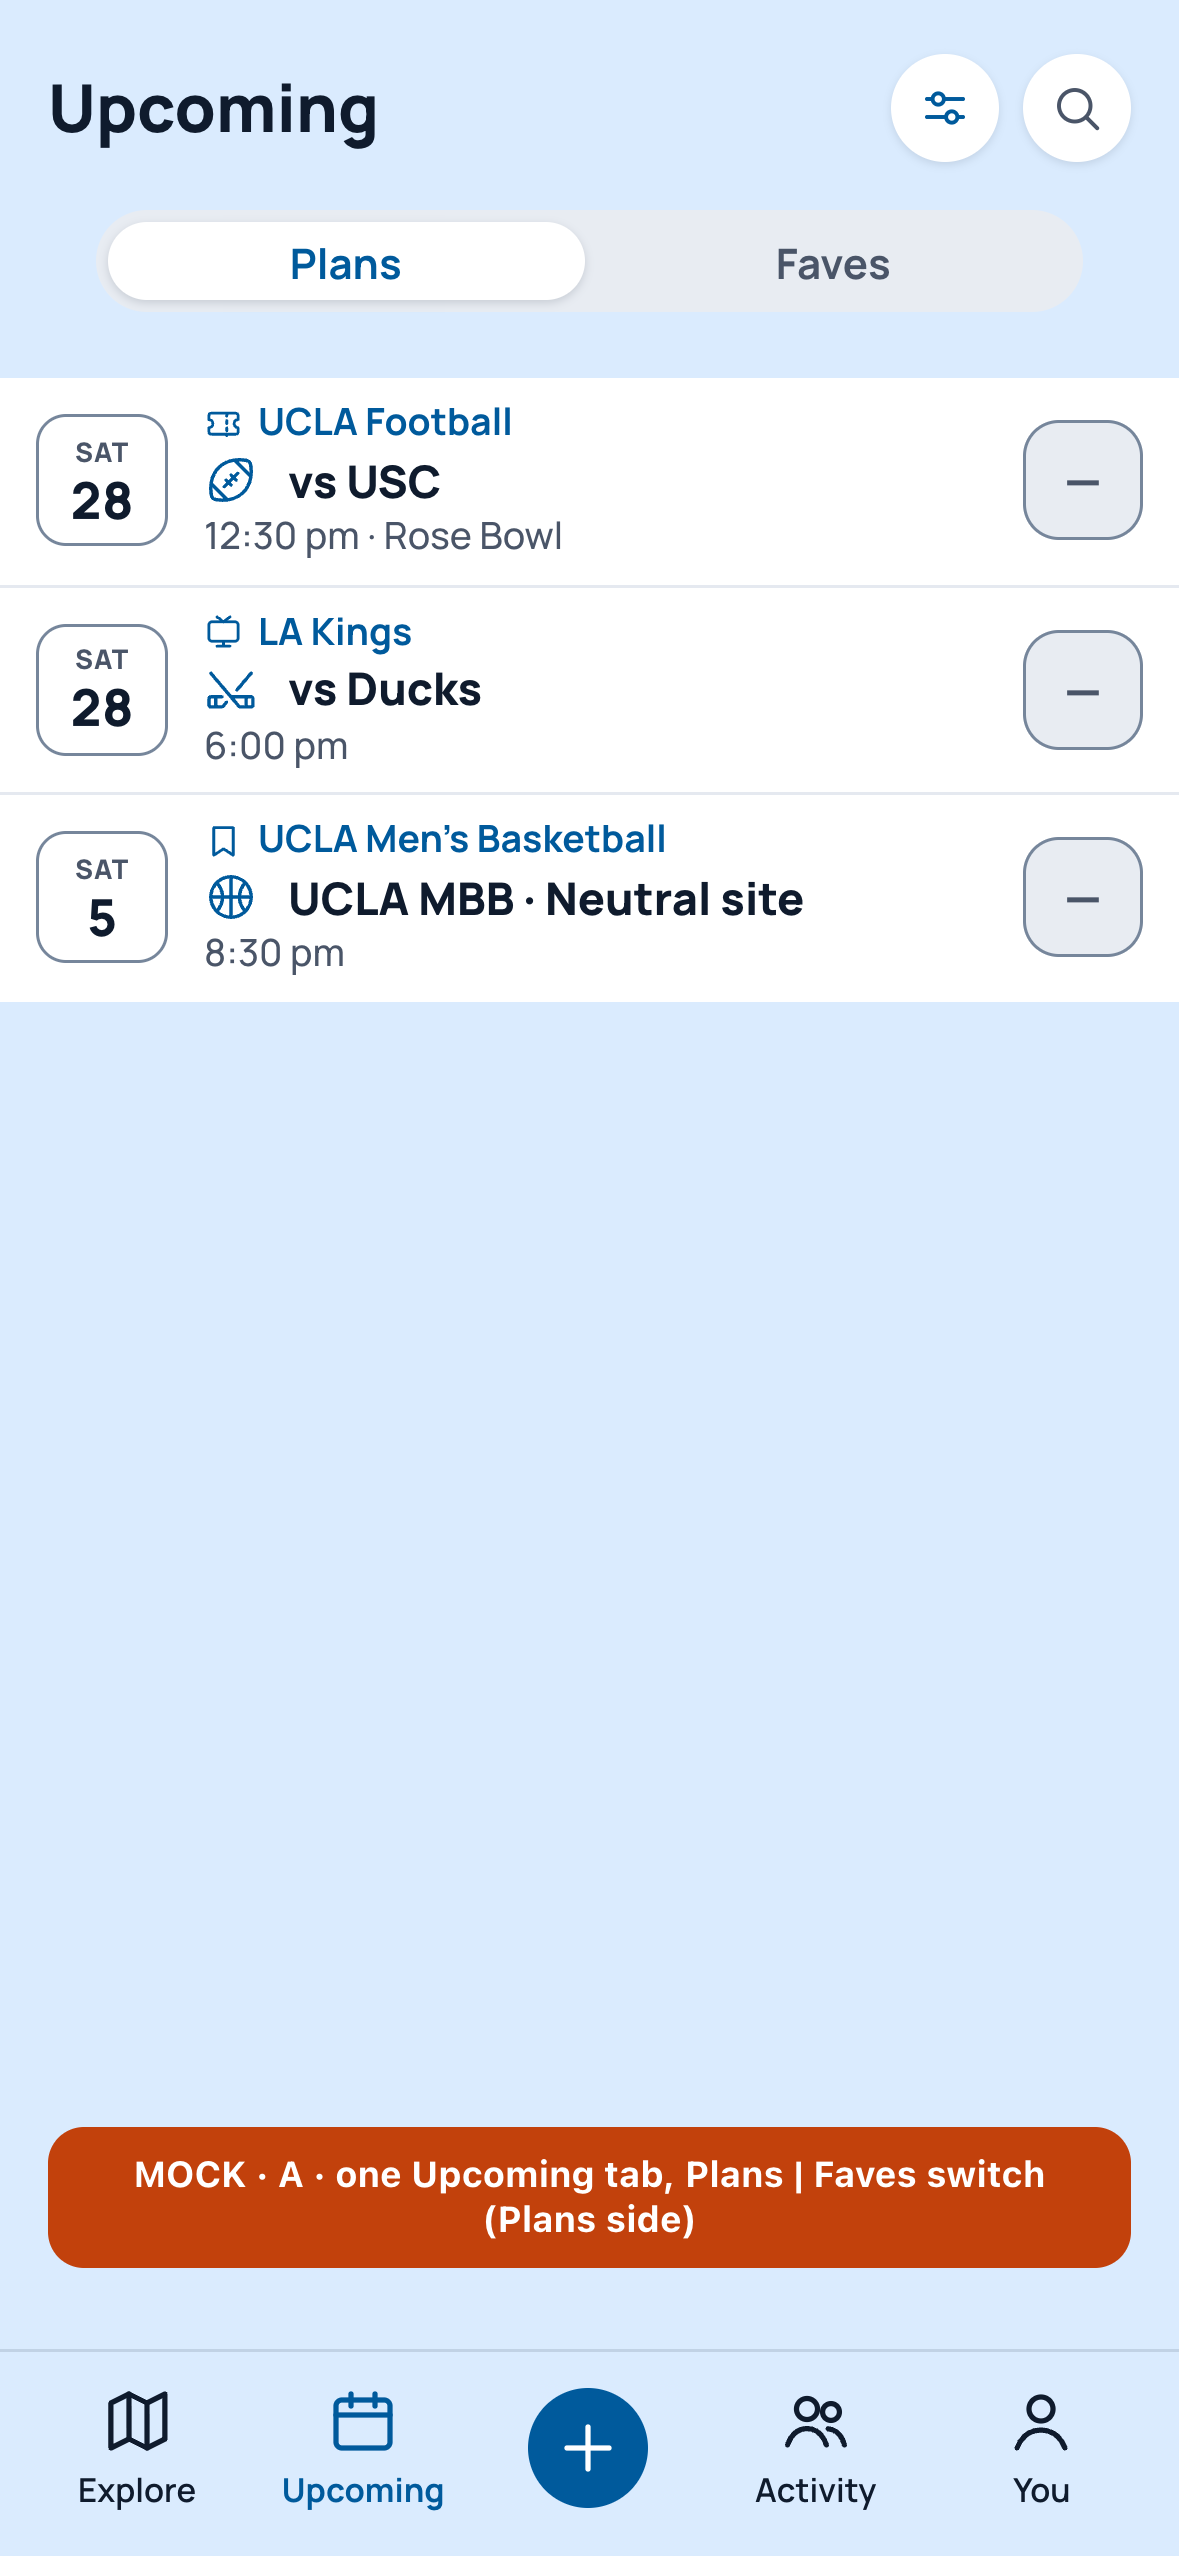 Upcoming
Plans
Faves
SAT
28
UCLA Football
vs USC
12:30 pm · Rose Bowl
SAT
28
LA Kings
vs Ducks
6:00 pm
SAT
5
UCLA Men’s Basketball
UCLA MBB · Neutral site
8:30 pm
MOCK · A · one Upcoming tab, Plans | Faves switch
(Plans side)
Explore
Upcoming
Activity
You